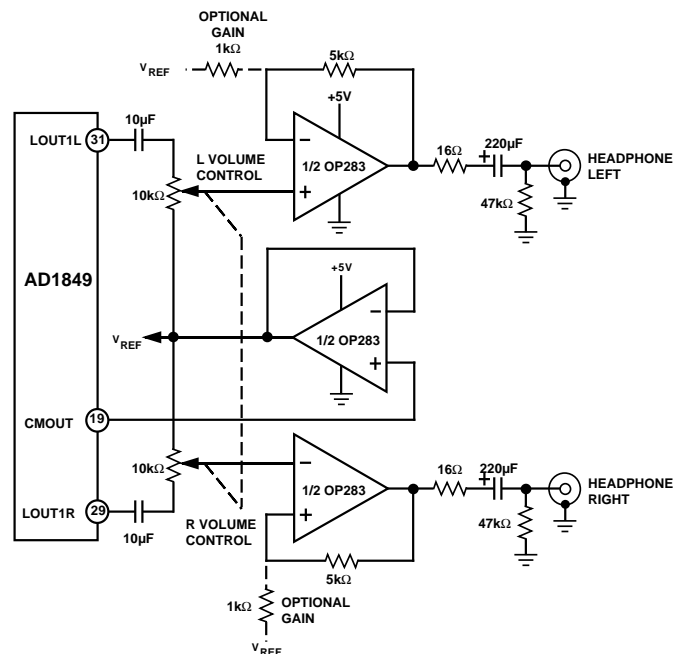 OPTIONAL
GAIN
1kΩ
VREF
5kΩ
+5V
10µF
LOUT1L
31
L VOLUME
CONTROL
10kΩ
−
+
1/2 OP283
16Ω
220µF
+
47kΩ
HEADPHONE
LEFT
AD1849
+5V
VREF
1/2 OP283
−
+
CMOUT
19
10kΩ
−
+
1/2 OP283
16Ω
220µF
+
47kΩ
HEADPHONE
RIGHT
LOUT1R
29
10µF
R VOLUME
CONTROL
5kΩ
1kΩ
OPTIONAL
GAIN
VREF